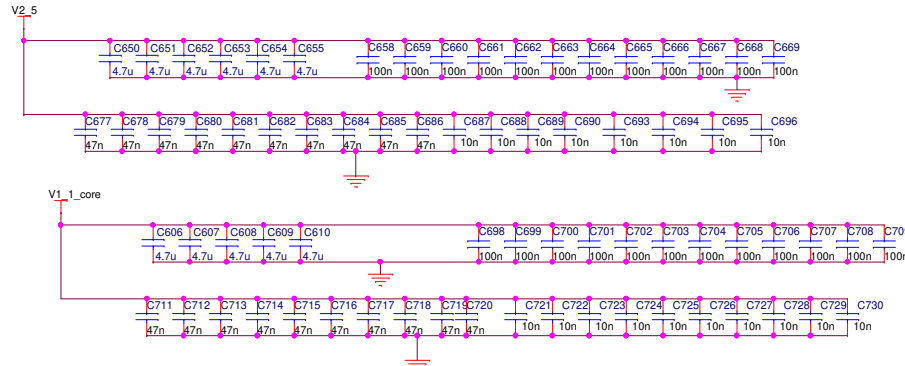 V2_5
C650 C651 C652 C653 C654 C655 C658 C659 C660 C661 C662 C663 C664 C665 C666 C667 C668 C669
4.7u 4.7u 4.7u 4.7u 4.7u 4.7u 100n 100n 100n 100n 100n 100n 100n 100n 100n 100n 100n 100n
C677 C678 C679 C680 C681 C682 C683 C684 C685 C686 C687 C688 C689 C690 C693 C694 C695 C696
47n 47n 47n 47n 47n 47n 47n 47n 47n 47n 10n 10n 10n 10n 10n 10n 10n 10n
V1_1_core
C606 C607 C608 C609 C610 C698 C699 C700 C701 C702 C703 C704 C705 C706 C707 C708
4.7u 4.7u 4.7u 4.7u 4.7u 100n 100n 100n 100n 100n 100n 100n 100n 100n 100n 100n 100n
C711 C712 C713 C714 C715 C716 C717 C718 C719 C720 C721 C722 C723 C724 C725 C726 C727 C728 C729 C730
47n 47n 47n 47n 47n 47n 47n 47n 47n 47n 10n 10n 10n 10n 10n 10n 10n 10n 10n 10n